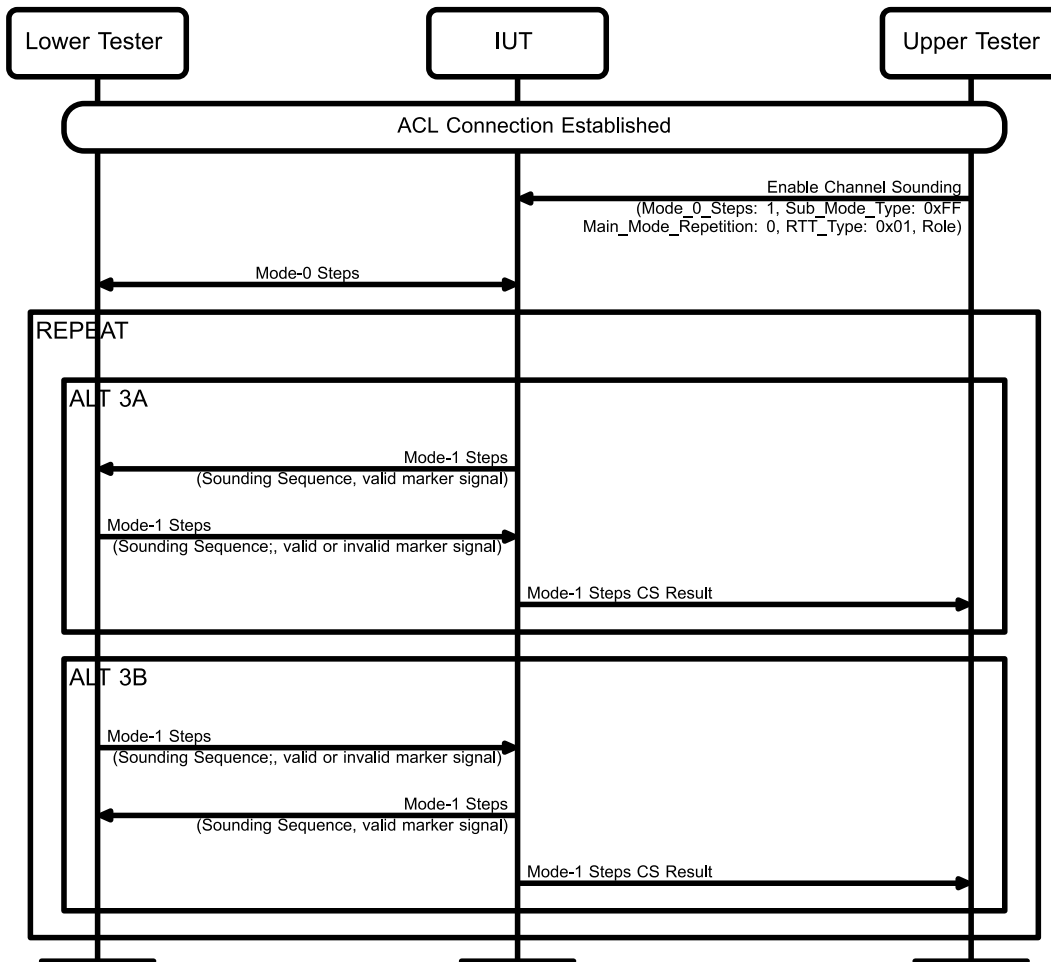 Lower Tester
IUT
Upper Tester
ACL Connection Established
Enable Channel Sounding
(Mode_0_Steps: 1, Sub_Mode_Type: 0xFF
Main_Mode_Repetition: 0, RTT_Type: 0x01, Role)
Mode-0 Steps
REPEAT
ALT 3A
Mode-1 Steps
(Sounding Sequence, valid marker signal)
Mode-1 Steps
(Sounding Sequence;, valid or invalid marker signal)
Mode-1 Steps CS Result
ALT 3B
Mode-1 Steps
(Sounding Sequence;, valid or invalid marker signal)
Mode-1 Steps
(Sounding Sequence, valid marker signal)
Mode-1 Steps CS Result